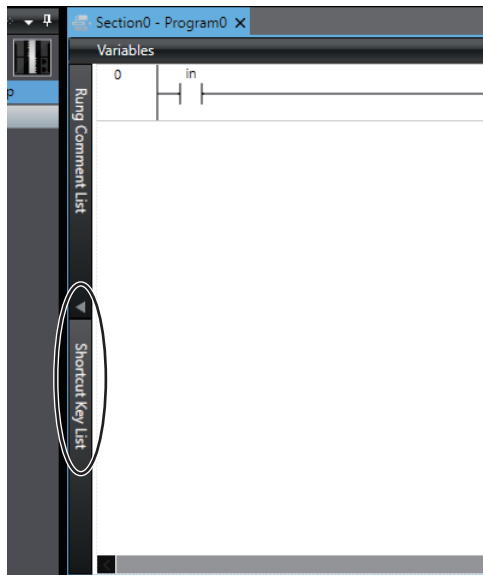 Section0 - Program0
Variables
0
in
p
Rung Comment List
Shortcut Key List